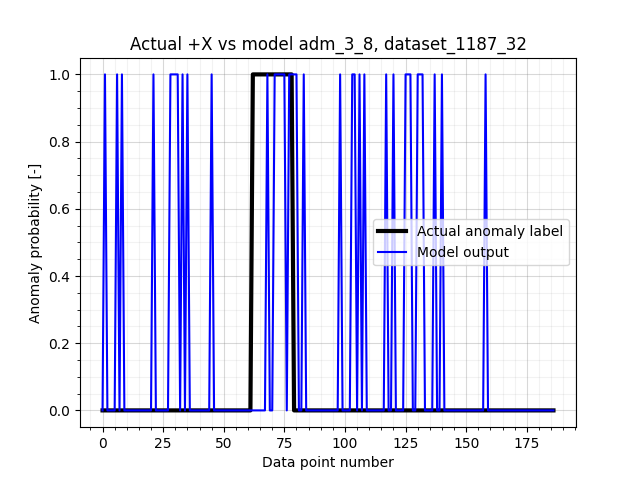 Actual +X vs model adm_3_8, dataset_1187_32
Anomaly probability [-]
1.0
0.8
0.6
0.4
0.2
0.0
Actual anomaly label
Model output
0 25 50 75 100 125 150 175
Data point number